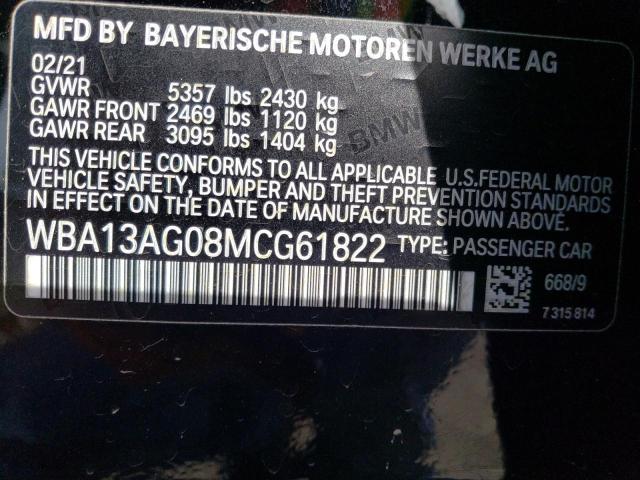 MFD BY BAYERISCHE MOTOREN WERKE AG
02/21
GVWR 5357 lbs 2430 kg
GAWR FRONT 2469 lbs 1120 kg
GAWR REAR 3095 lbs 1404 kg
BMW
THIS VEHICLE CONFORMS TO ALL APPLICABLE U.S.FEDERAL MOTOR
VEHICLE SAFETY, BUMPER AND THEFT PREVENTION STANDARDS
IN EFFECT ON THE DATE OF MANUFACTURE SHOWN ABOVE.
WBA13AG08MCG61822 TYPE: PASSENGER CAR
668/9
7 315 814